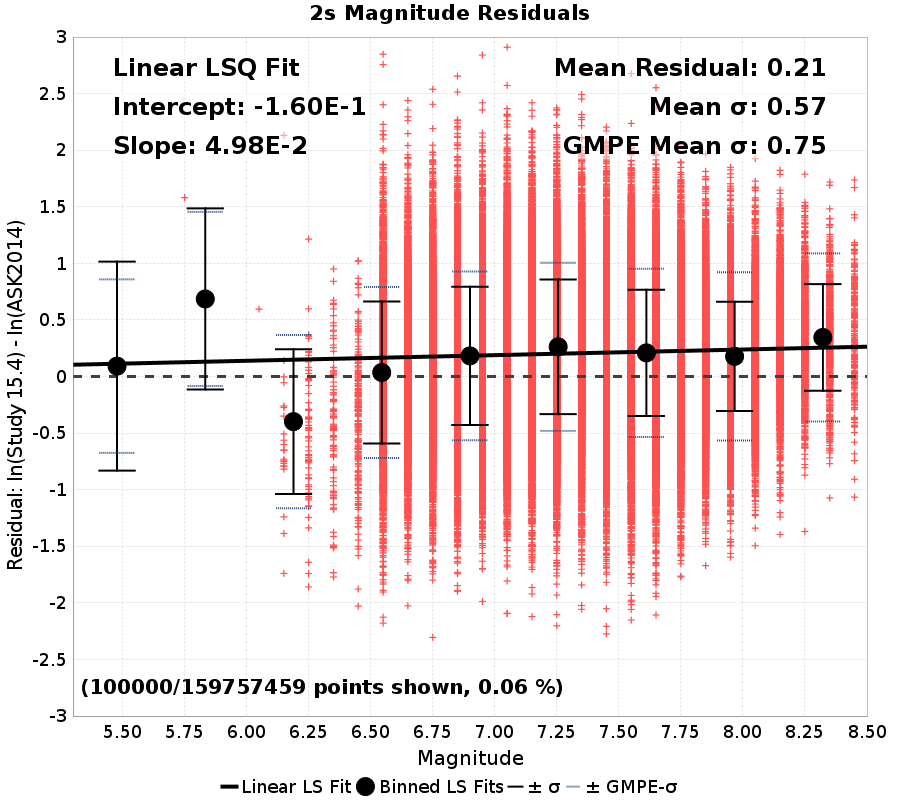 2s Magnitude Residuals
Linear LSQ Fit
Intercept: -1.60E-1
Slope: 4.98E-2
Mean Residual: 0.21
Mean σ: 0.57
GMPE Mean σ: 0.75
Residual: ln(Study 15.4) - ln(ASK2014)
3
2.5
2
1.5
1
0.5
0
-0.5
-1
-1.5
-2
-2.5
-3
(100000/159757459 points shown, 0.06 %)
5.50 5.75 6.00 6.25 6.50 6.75 7.00 7.25 7.50 7.75 8.00 8.25 8.50
Magnitude
Linear LS Fit Binned LS Fits ± σ ± GMPE-σ